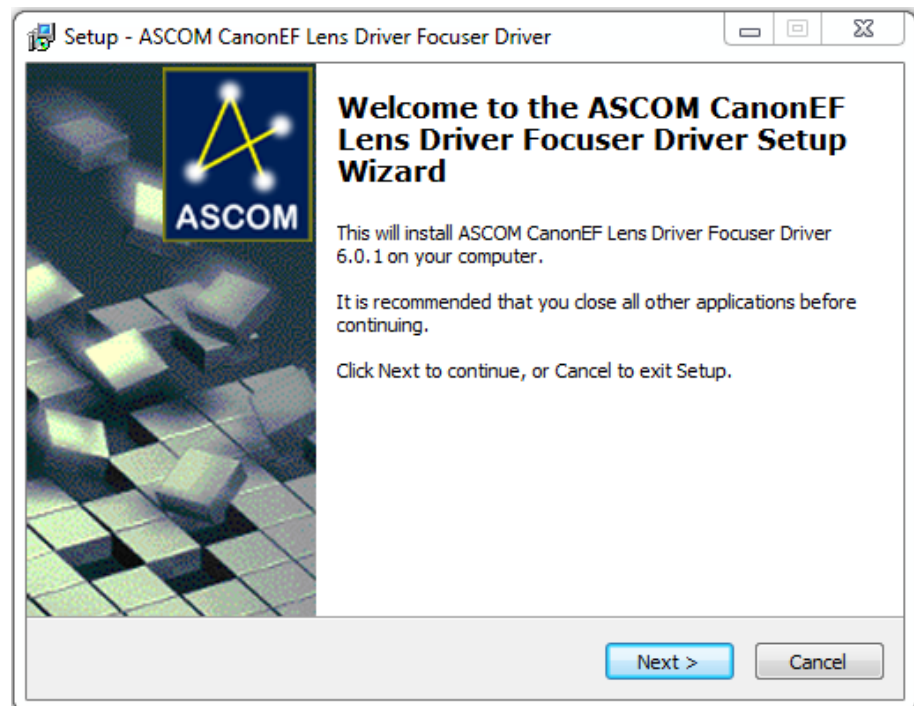 Setup - ASCOM CanonEF Lens Driver Focuser Driver
ASCOM
Welcome to the ASCOM CanonEF
Lens Driver Focuser Driver Setup
Wizard
This will install ASCOM CanonEF Lens Driver Focuser Driver
6.0.1 on your computer.
It is recommended that you close all other applications before
continuing.
Click Next to continue, or Cancel to exit Setup.
Next >
Cancel